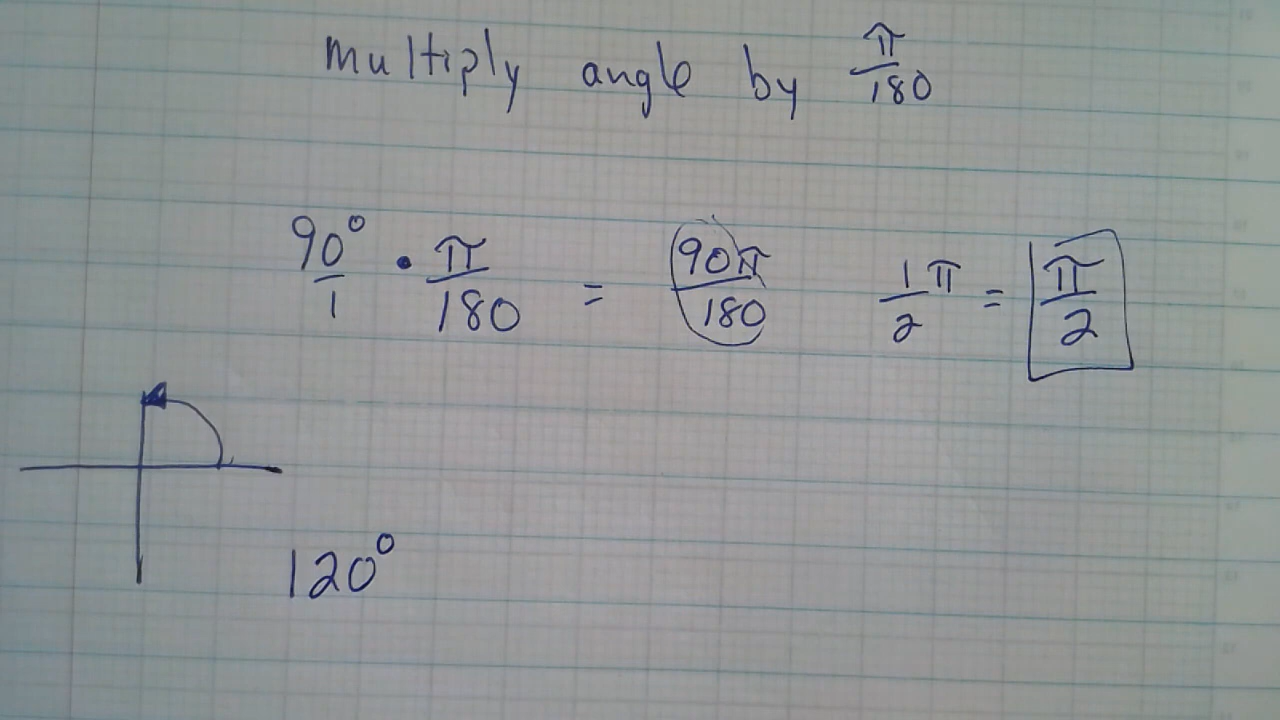 multiply angle by π/180
90°/1 • π/180 = 90π/180 1/2 π = π/2
120°